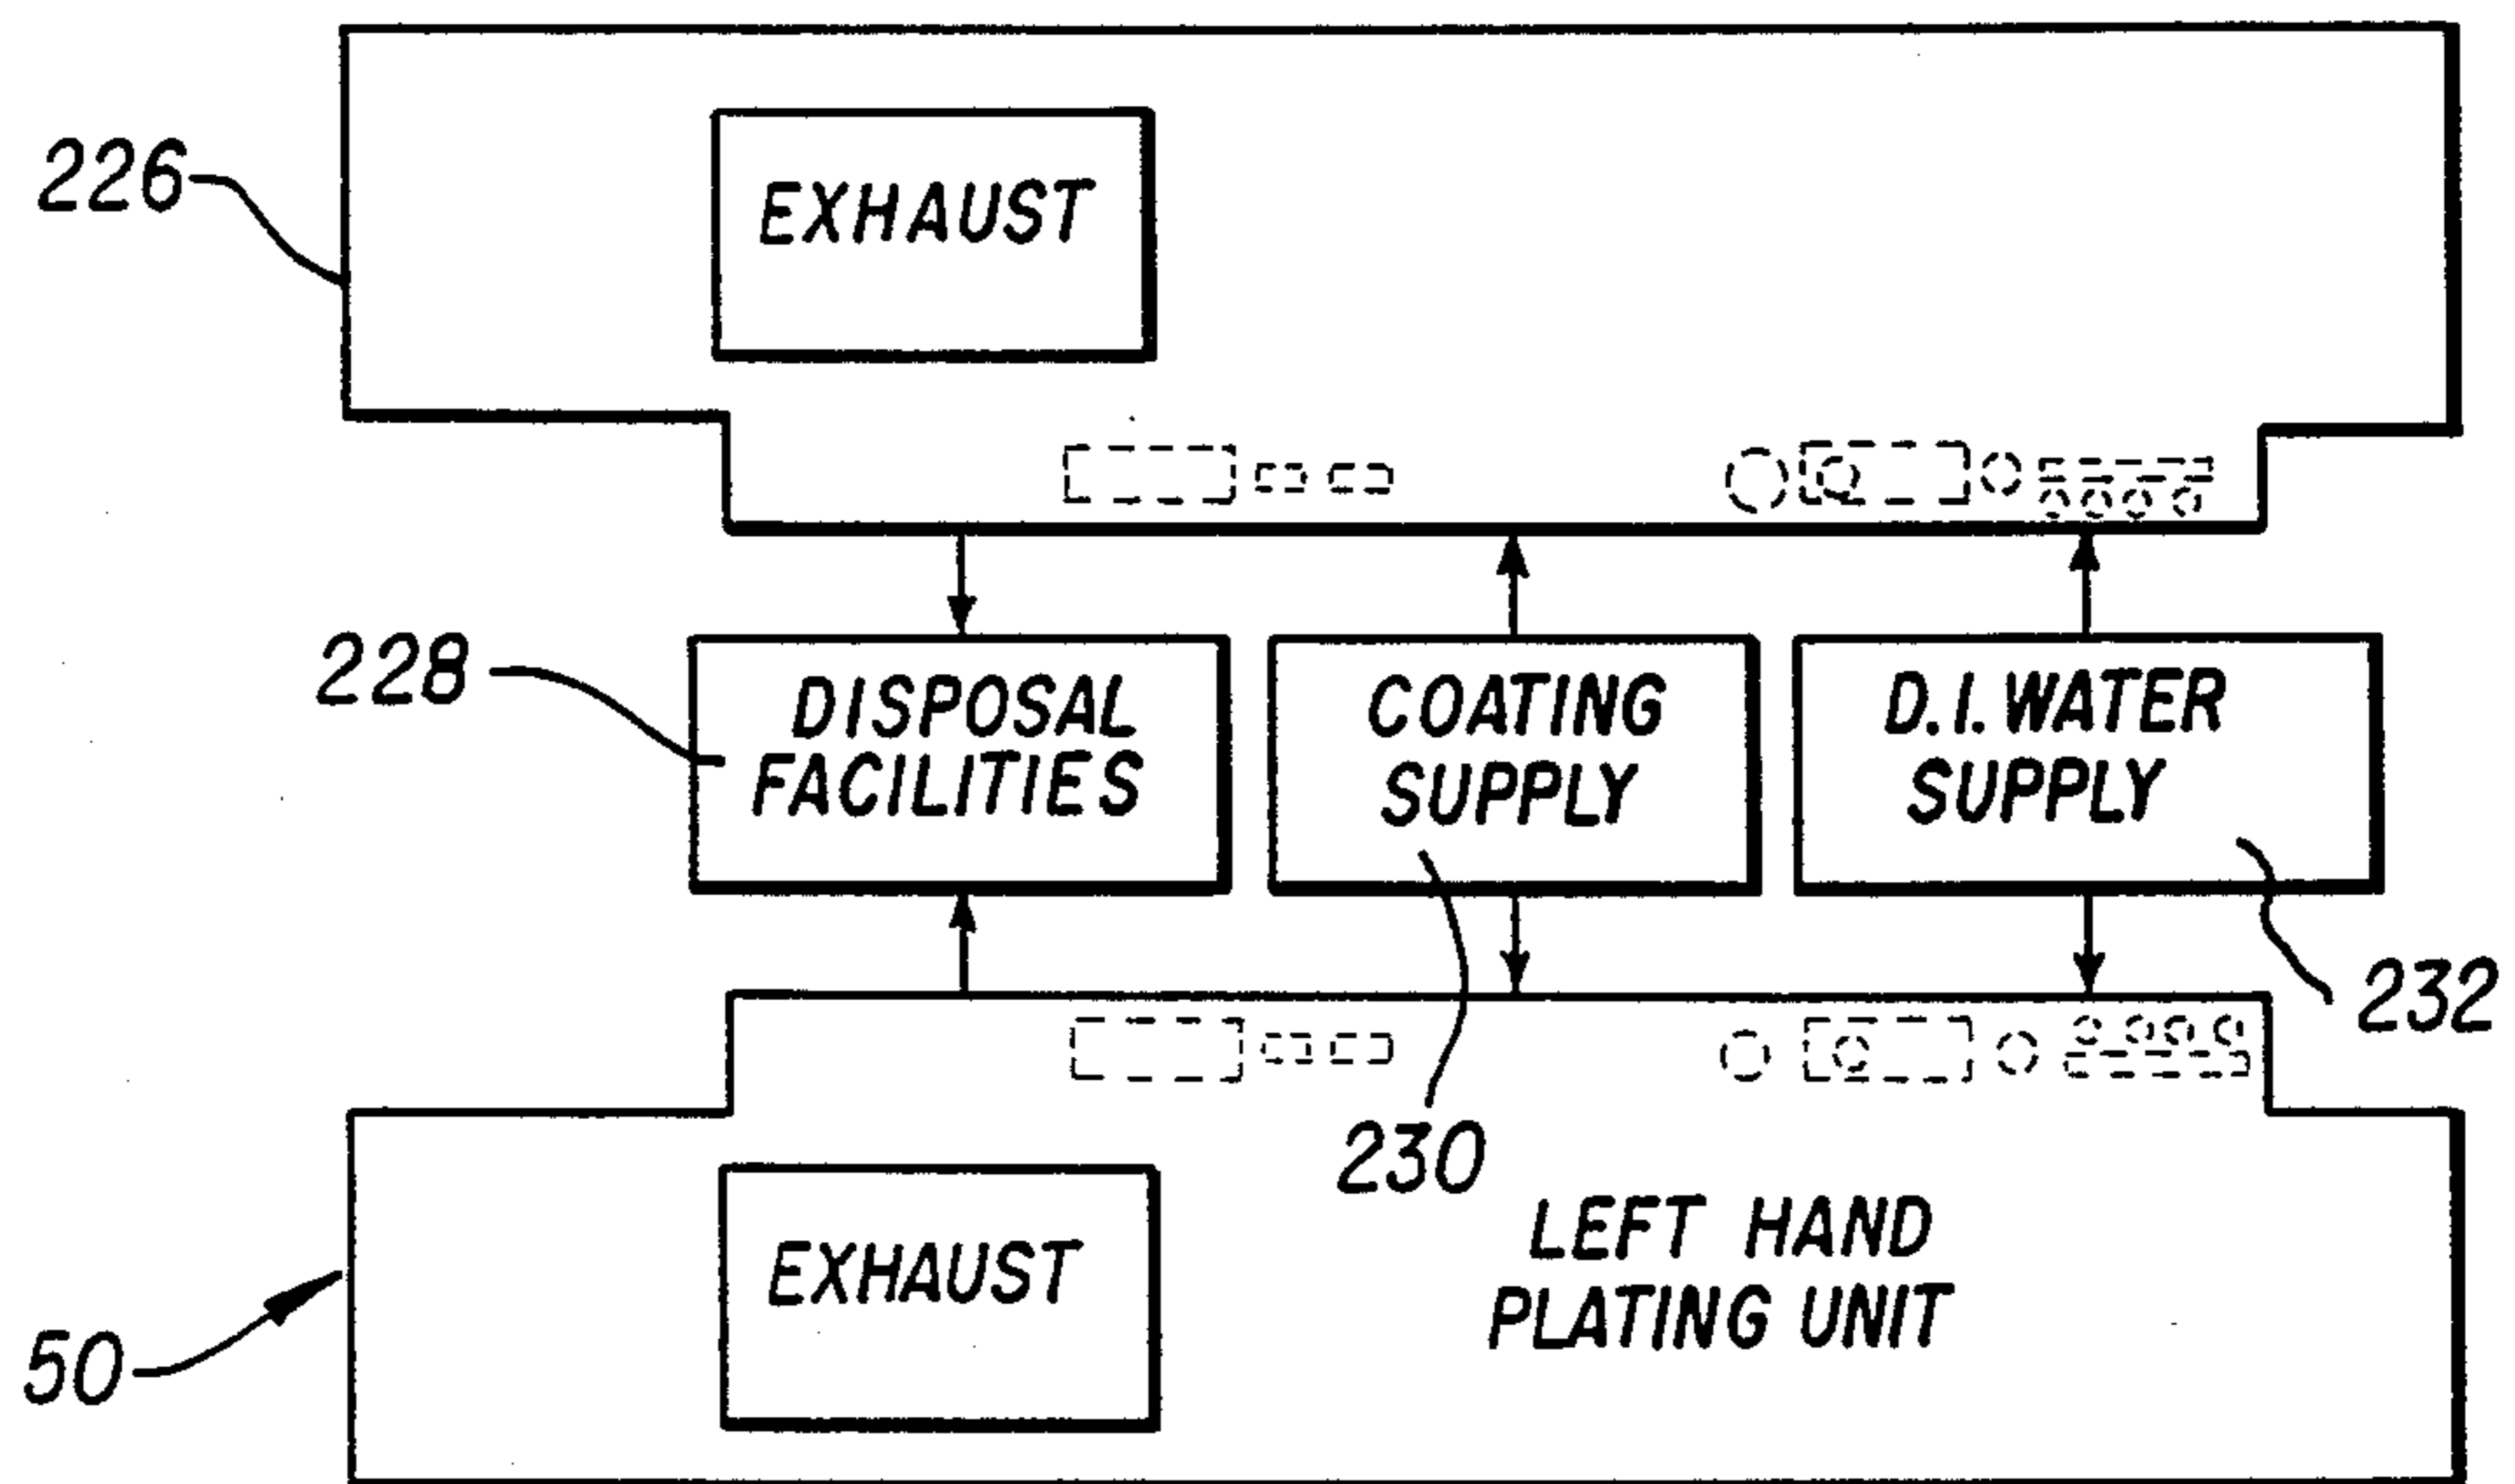 226
EXHAUST
228
DISPOSAL
FACILITIES
COATING
SUPPLY
D.I. WATER
SUPPLY
232
230
50
EXHAUST
LEFT HAND
PLATING UNIT